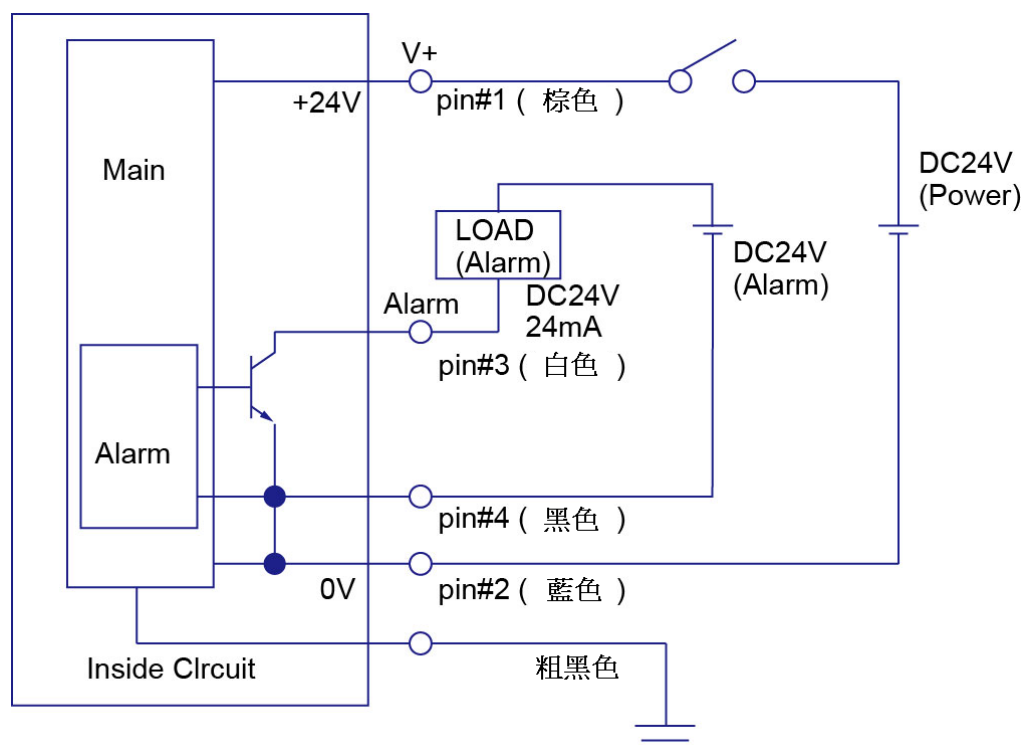 V+
+24V
pin#1 ( 棕色 )
Main
DC24V
(Power)
LOAD
(Alarm)
DC24V
(Alarm)
Alarm
DC24V
24mA
pin#3 ( 白色 )
Alarm
pin#4 ( 黑色 )
0V
pin#2 ( 藍色 )
Inside CIrcuit
粗黑色